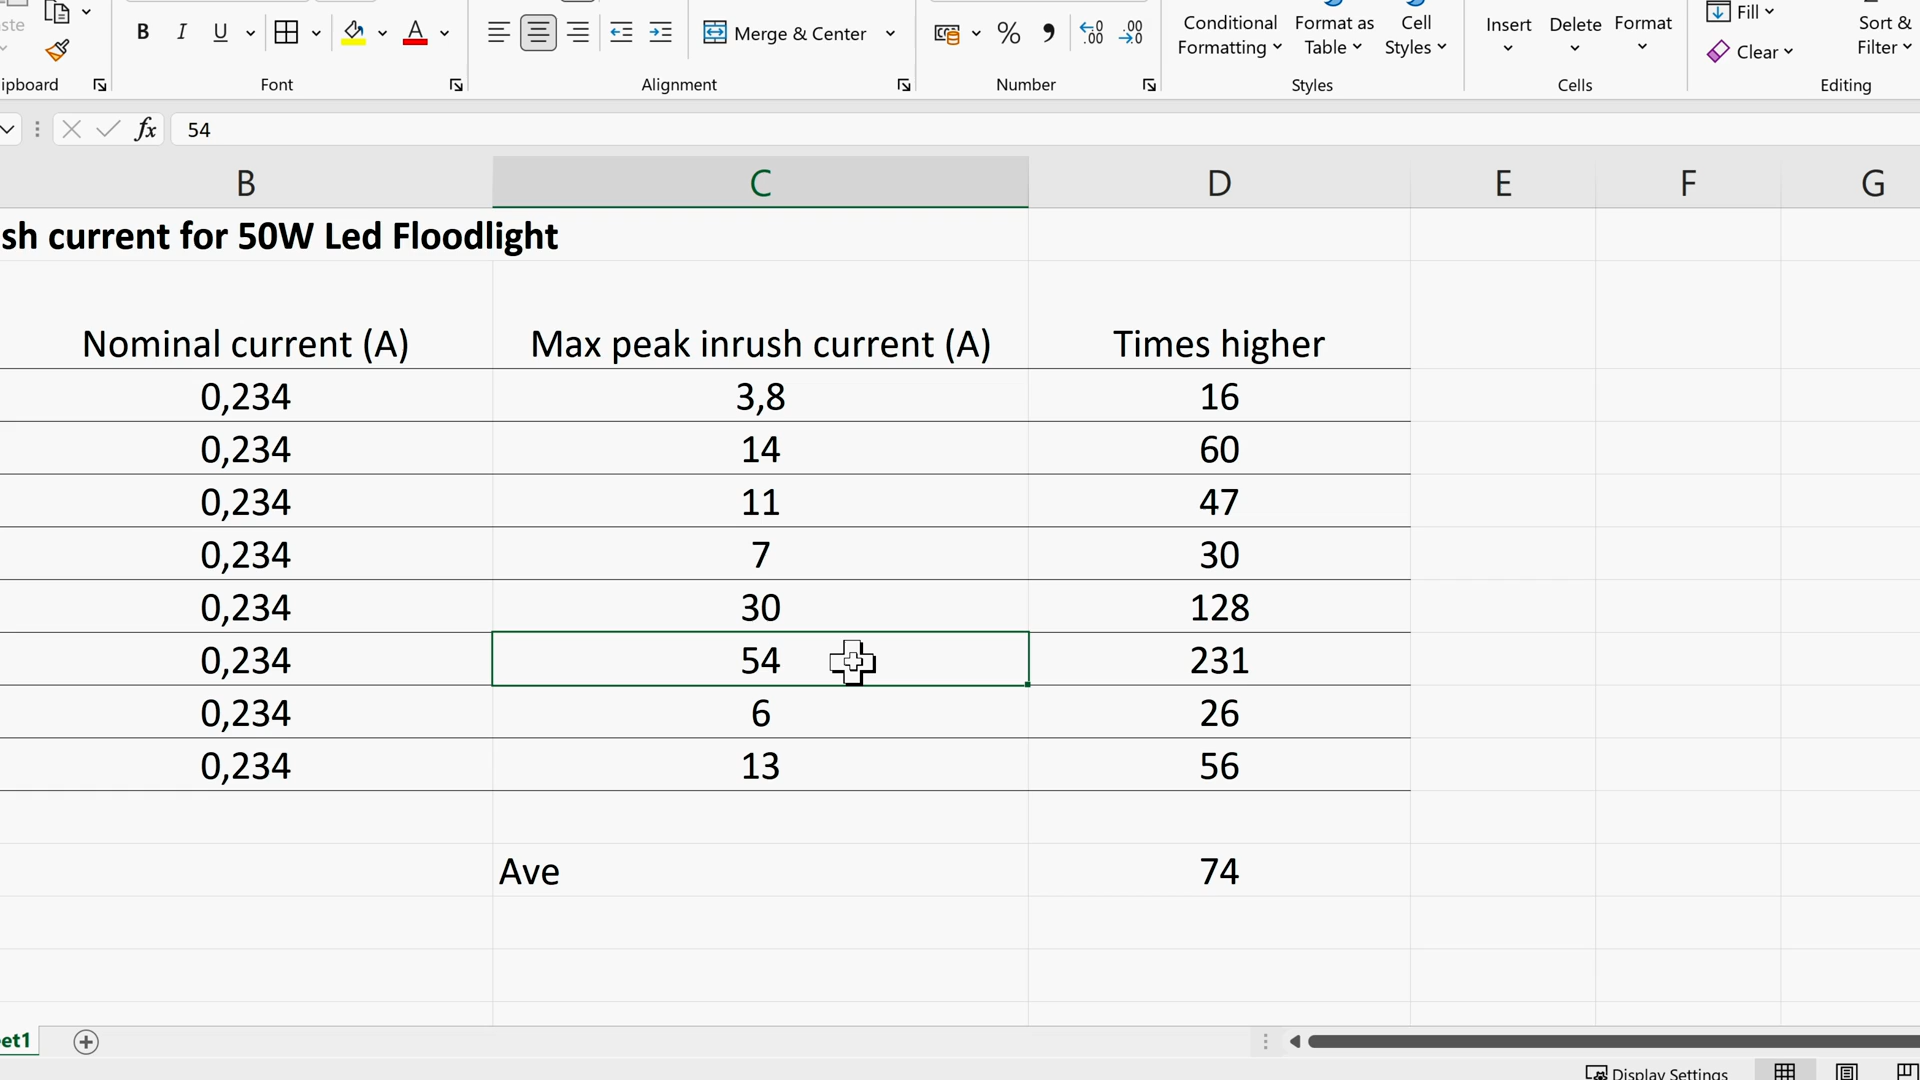 aste
B I U A
Merge & Center
% , .00 .00
Conditional Formatting
Format as Table
Cell Styles
Insert
Delete
Format
Fill
Clear
Sort & Filter
ipboard Font Alignment Number Styles Cells Editing
fx 54
B C D E F G
sh current for 50W Led Floodlight
Nominal current (A) Max peak inrush current (A) Times higher
0,234 3,8 16
0,234 14 60
0,234 11 47
0,234 7 30
0,234 30 128
0,234 54 231
0,234 6 26
0,234 13 56
Ave 74
et1
Display Settings